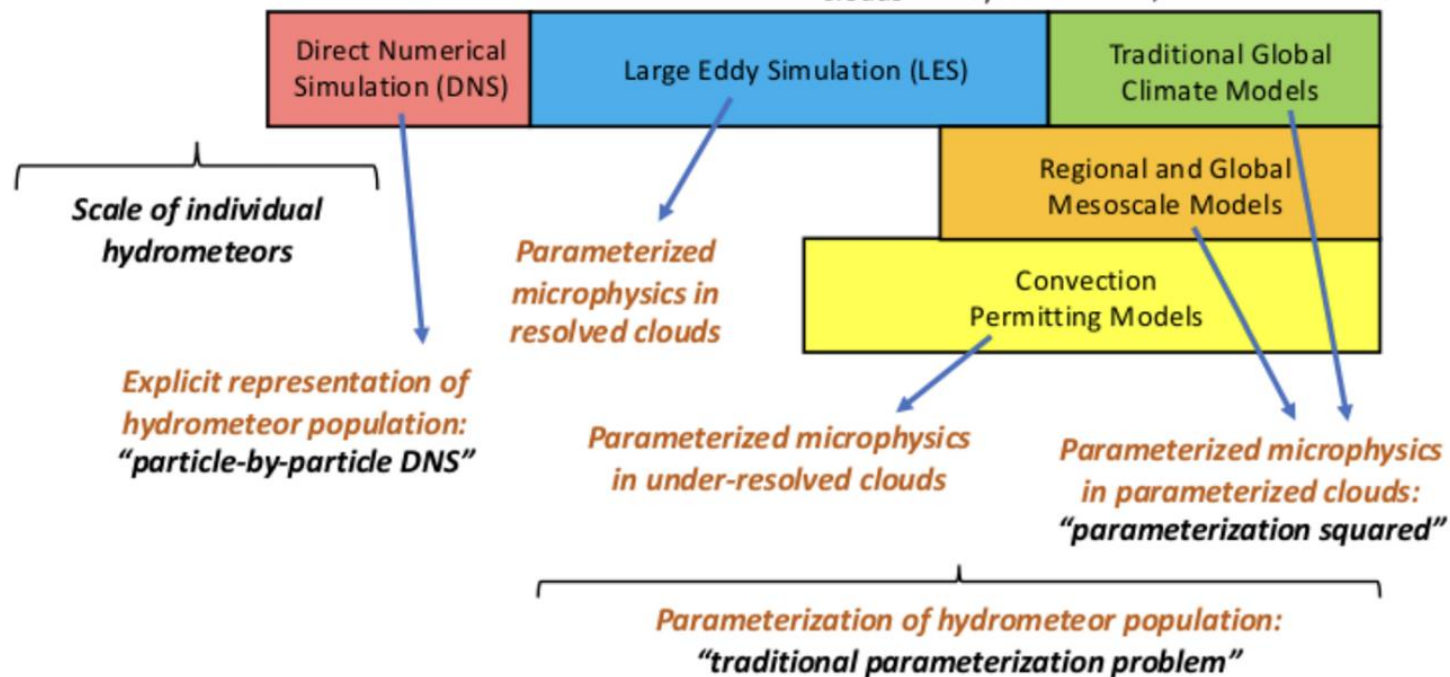 Direct Numerical
Simulation (DNS)
Large Eddy Simulation (LES)
Traditional Global
Climate Models
Regional and Global
Mesoscale Models
Convection
Permitting Models
Scale of individual
hydrometeors
Parameterized
microphysics in
resolved clouds
Explicit representation of
hydrometeor population:
“particle-by-particle DNS”
Parameterized microphysics
in under-resolved clouds
Parameterized microphysics
in parameterized clouds:
“parameterization squared”
Parameterization of hydrometeor population:
“traditional parameterization problem”